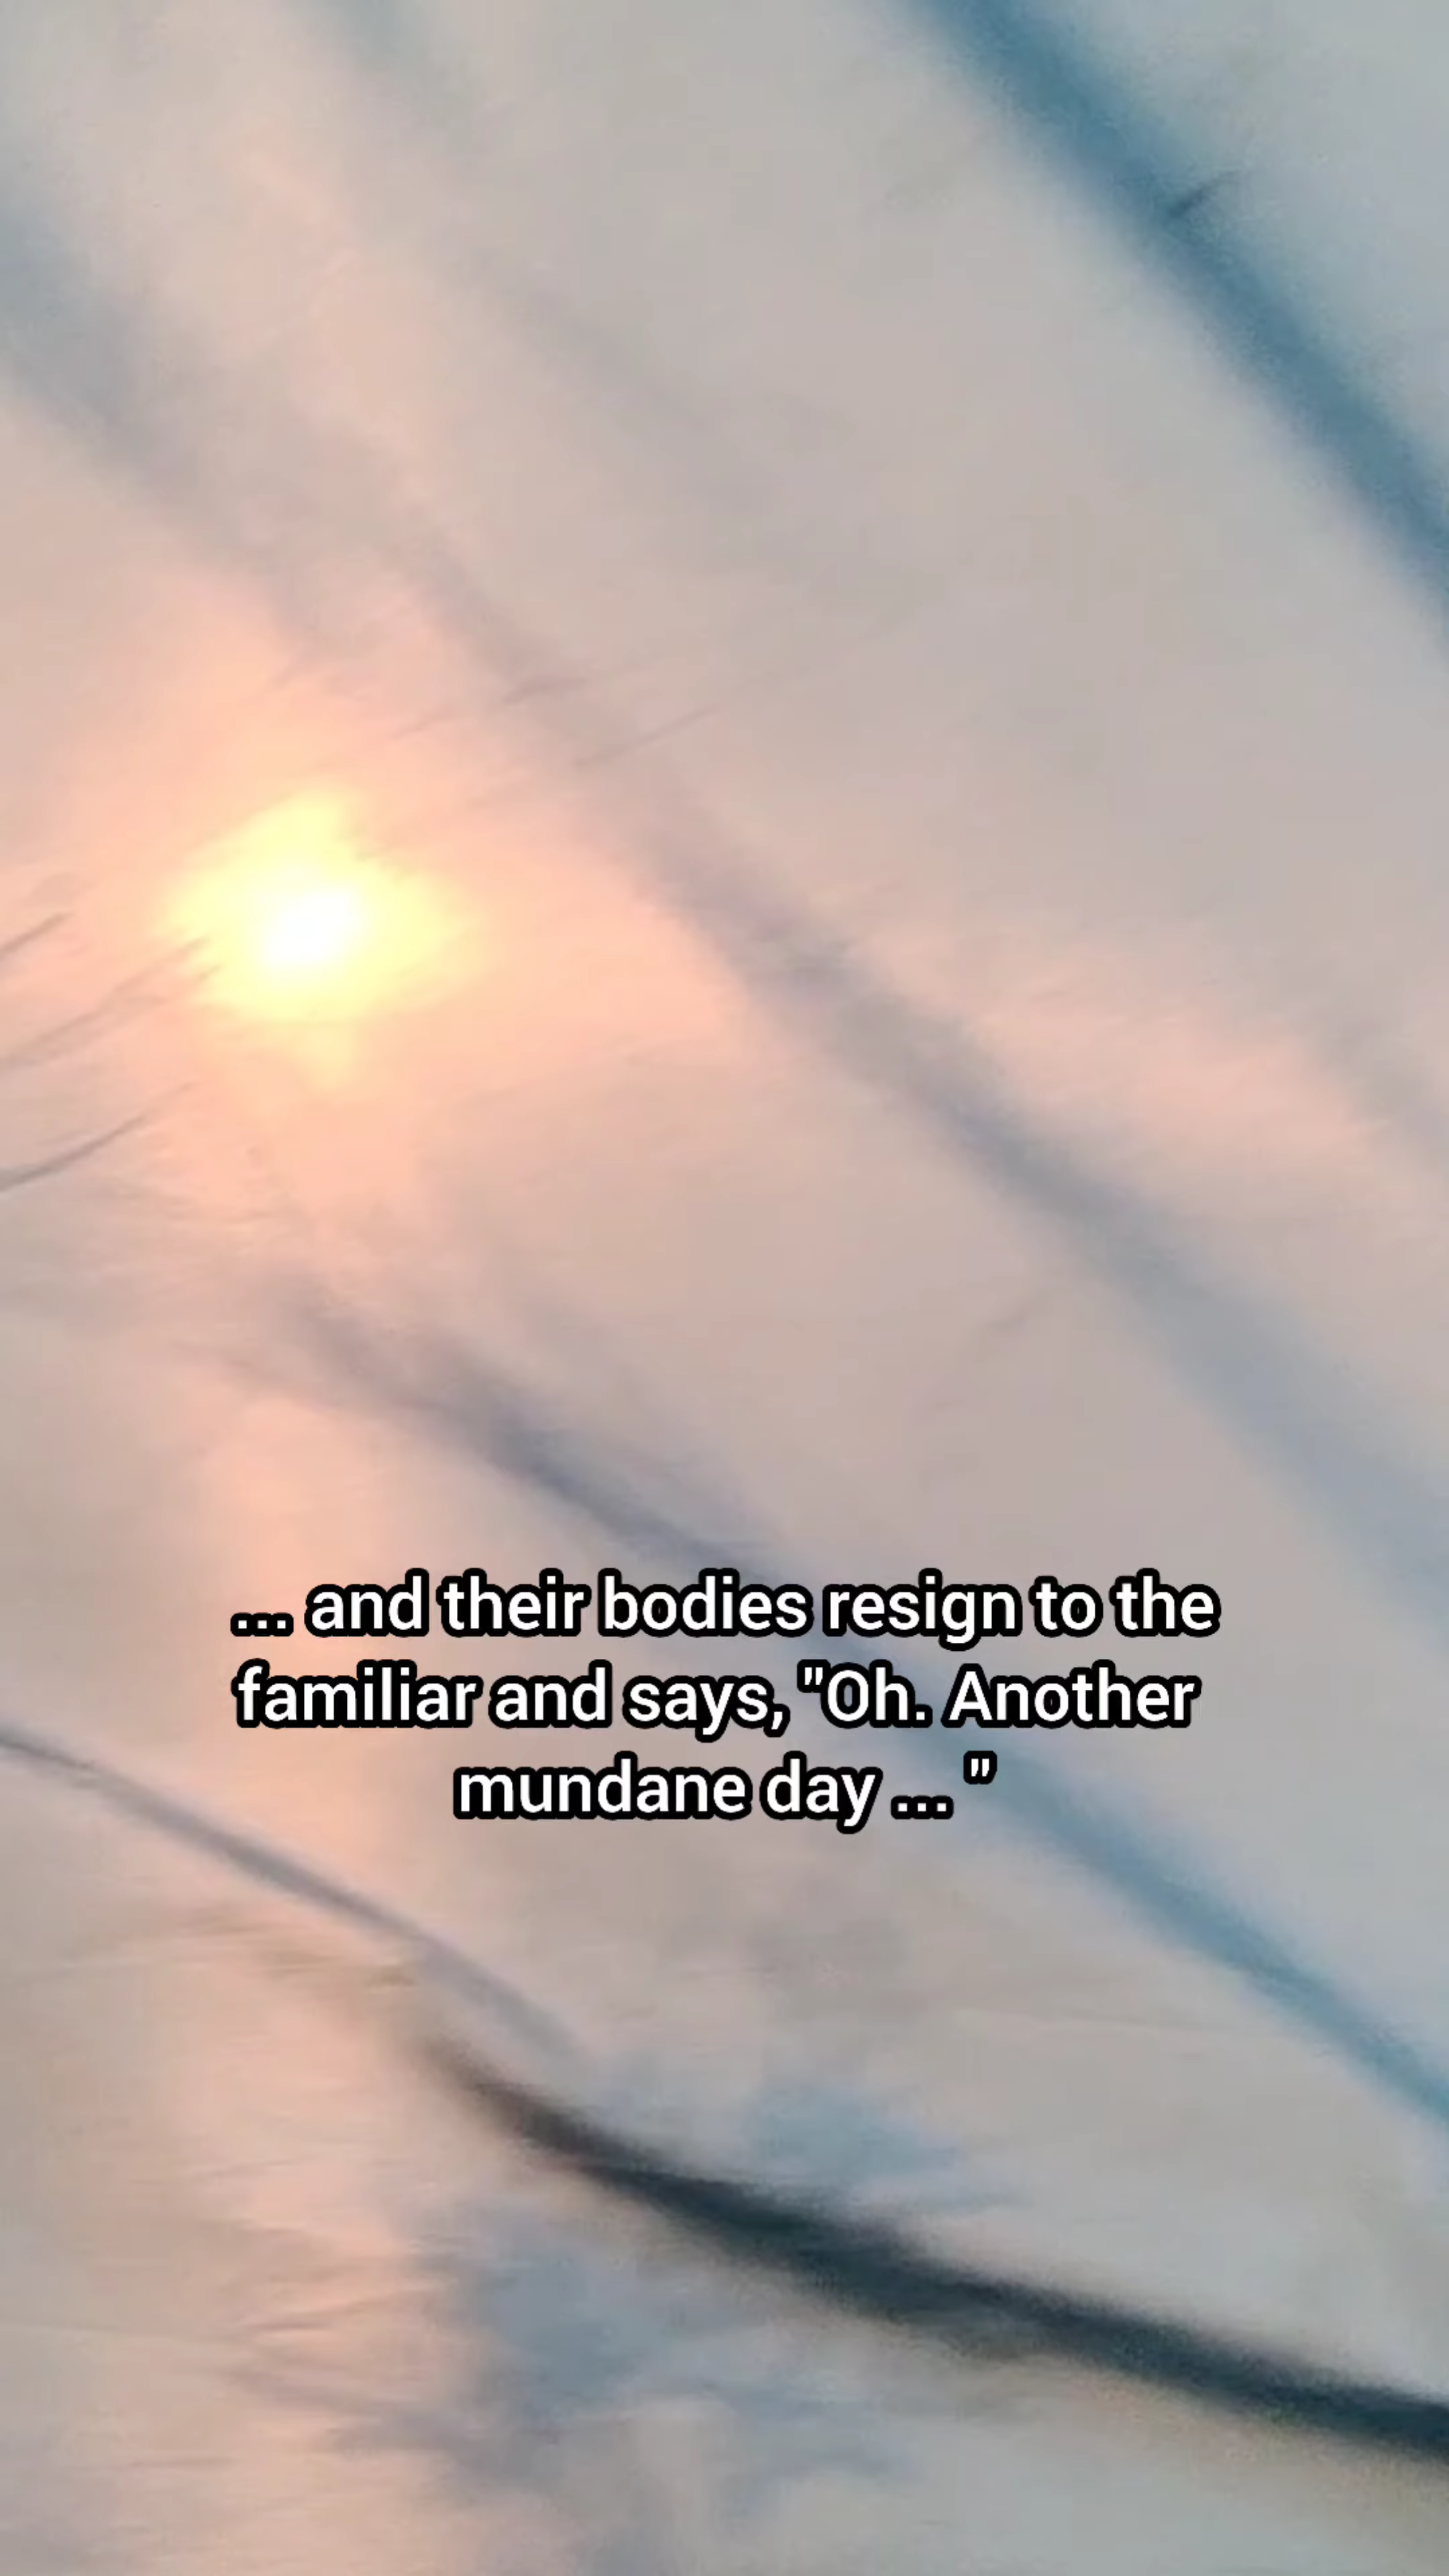 ... and their bodies resign to the
familiar and says, "Oh. Another
mundane day ... "